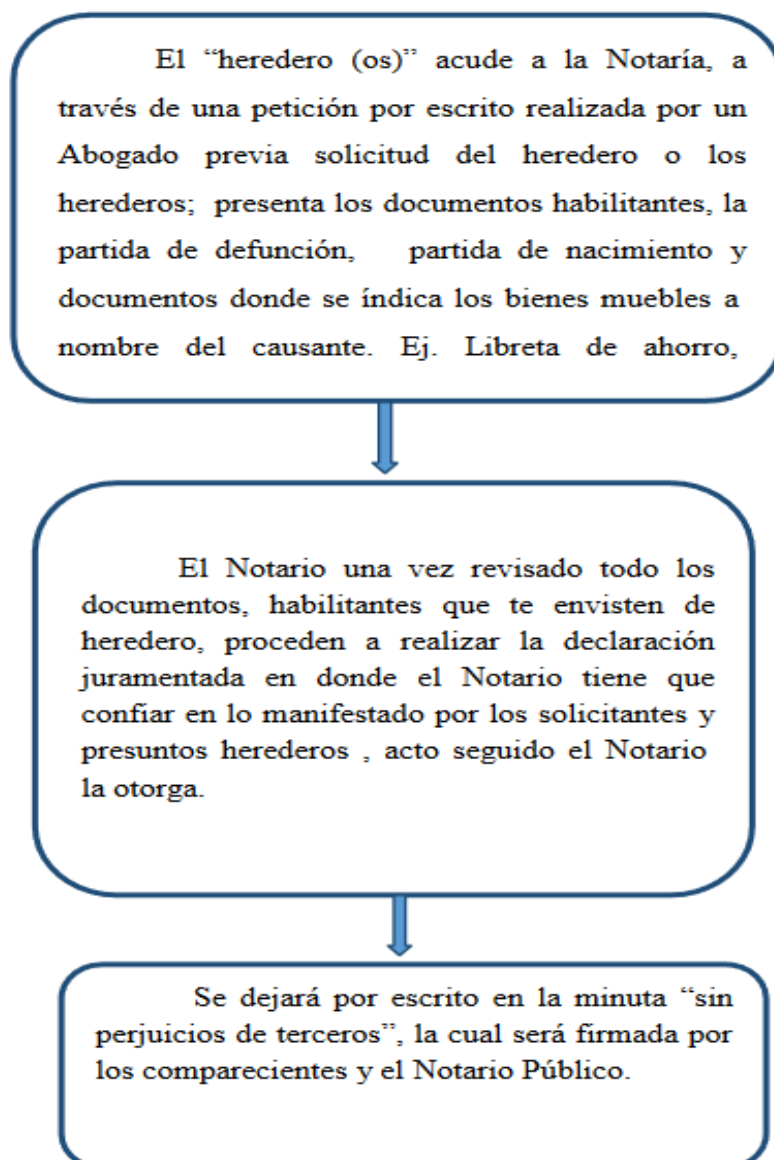 El “heredero (os)” acude a la Notaría, a
través de una petición por escrito realizada por un
Abogado previa solicitud del heredero o los
herederos; presenta los documentos habilitantes, la
partida de defunción, partida de nacimiento y
documentos donde se índica los bienes muebles a
nombre del causante. Ej. Libreta de ahorro,
El Notario una vez revisado todo los
documentos, habilitantes que te envisten de
heredero, proceden a realizar la declaración
juramentada en donde el Notario tiene que
confiar en lo manifestado por los solicitantes y
presuntos herederos , acto seguido el Notario
la otorga.
Se dejará por escrito en la minuta “sin
perjuicios de terceros”, la cual será firmada por
los comparecientes y el Notario Público.